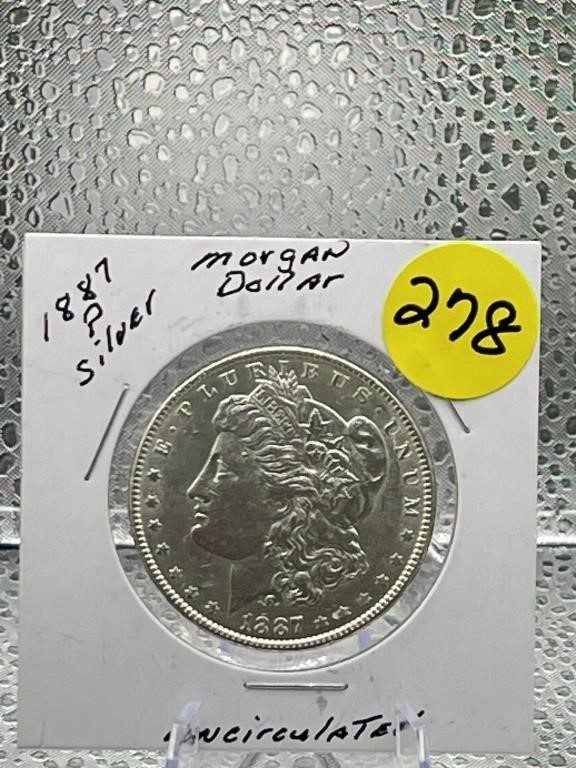 1887
P
Silver
Morgan
Dollar
278
E·PLURIBUS·UNUM
LIBERTY
1887
uncirculated